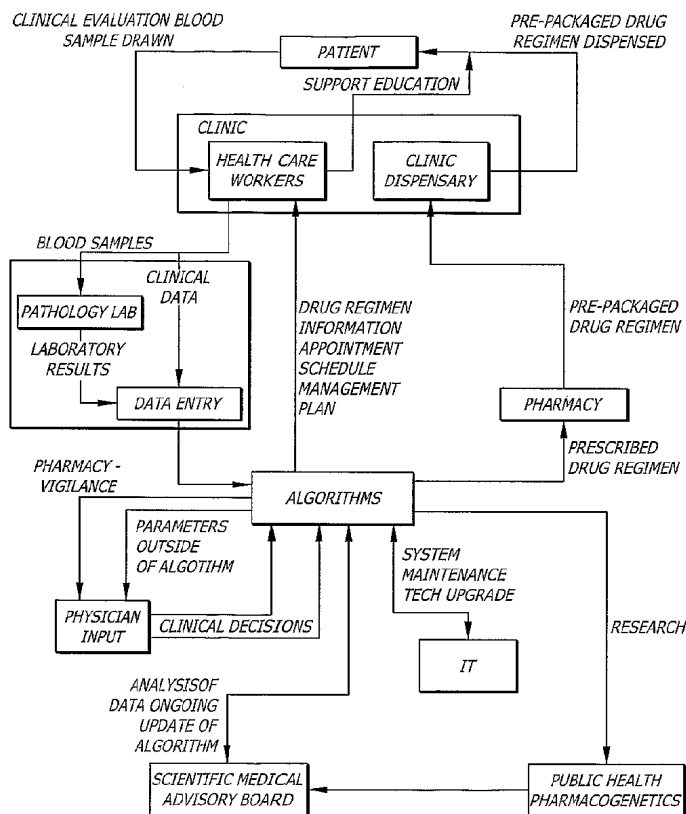 CLINICAL EVALUATION BLOOD
SAMPLE DRAWN
PATIENT
PRE-PACKAGED DRUG
REGIMEN DISPENSED
SUPPORT EDUCATION
CLINIC
HEALTH CARE
WORKERS
CLINIC
DISPENSARY
BLOOD SAMPLES
CLINICAL
DATA
PATHOLOGY LAB
LABORATORY
RESULTS
DATA ENTRY
DRUG REGIMEN
INFORMATION
APPOINTMENT
SCHEDULE
MANAGEMENT
PLAN
PRE-PACKAGED
DRUG REGIMEN
PHARMACY
PRESCRIBED
DRUG REGIMEN
PHARMACY -
VIGILANCE
ALGORITHMS
PARAMETERS
OUTSIDE
OF ALGOTIHM
SYSTEM
MAINTENANCE
TECH UPGRADE
PHYSICIAN
INPUT
CLINICAL DECISIONS
IT
RESEARCH
ANALYSISOF
DATA ONGOING
UPDATE OF
ALGORITHM
SCIENTIFIC MEDICAL
ADVISORY BOARD
PUBLIC HEALTH
PHARMACOGENETICS